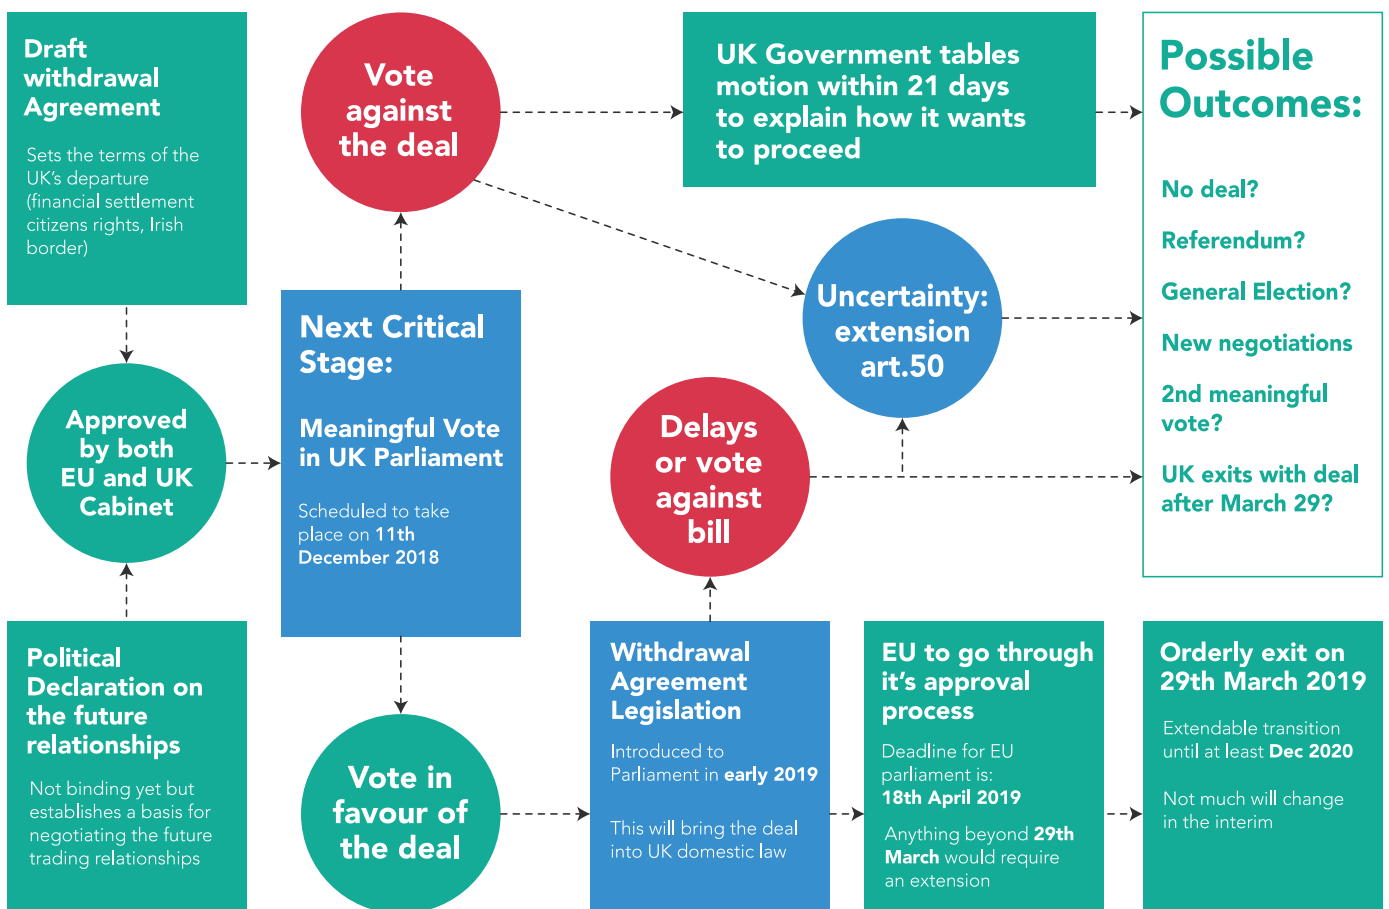 Draft
withdrawal
Agreement
Sets the terms of the
UK's departure
(financial settlement
citizens rights, Irish
border)
Approved
by both
EU and UK
Cabinet
Political
Declaration on
the future
relationships
Not binding yet but
establishes a basis for
negotiating the future
trading relationships
Next Critical
Stage:
Meaningful Vote
in UK Parliament
Scheduled to take
place on 11th
December 2018
Vote
against
the deal
UK Government tables
motion within 21 days
to explain how it wants
to proceed
Uncertainty:
extension
art.50
Vote in
favour of
the deal
Withdrawal
Agreement
Legislation
Introduced to
Parliament in early 2019
This will bring the deal
into UK domestic law
Delays
or vote
against
bill
EU to go through
it's approval
process
Deadline for EU
parliament is:
18th April 2019
Anything beyond 29th
March would require
an extension
Orderly exit on
29th March 2019
Extendable transition
until at least Dec 2020
Not much will change
in the interim
Possible
Outcomes:
No deal?
Referendum?
General Election?
New negotiations
2nd meaningful
vote?
UK exits with deal
after March 29?